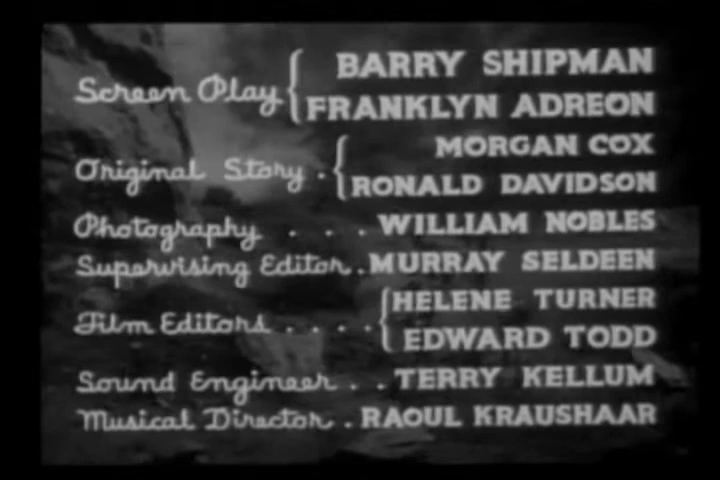 Screen Play { BARRY SHIPMAN
FRANKLYN ADREON
Original Story . { MORGAN COX
RONALD DAVIDSON
Photography . . . WILLIAM NOBLES
Supervising Editor . MURRAY SELDEEN
Film Editors . . . . { HELENE TURNER
EDWARD TODD
Sound Engineer . . TERRY KELLUM
Musical Director . RAOUL KRAUSHAAR